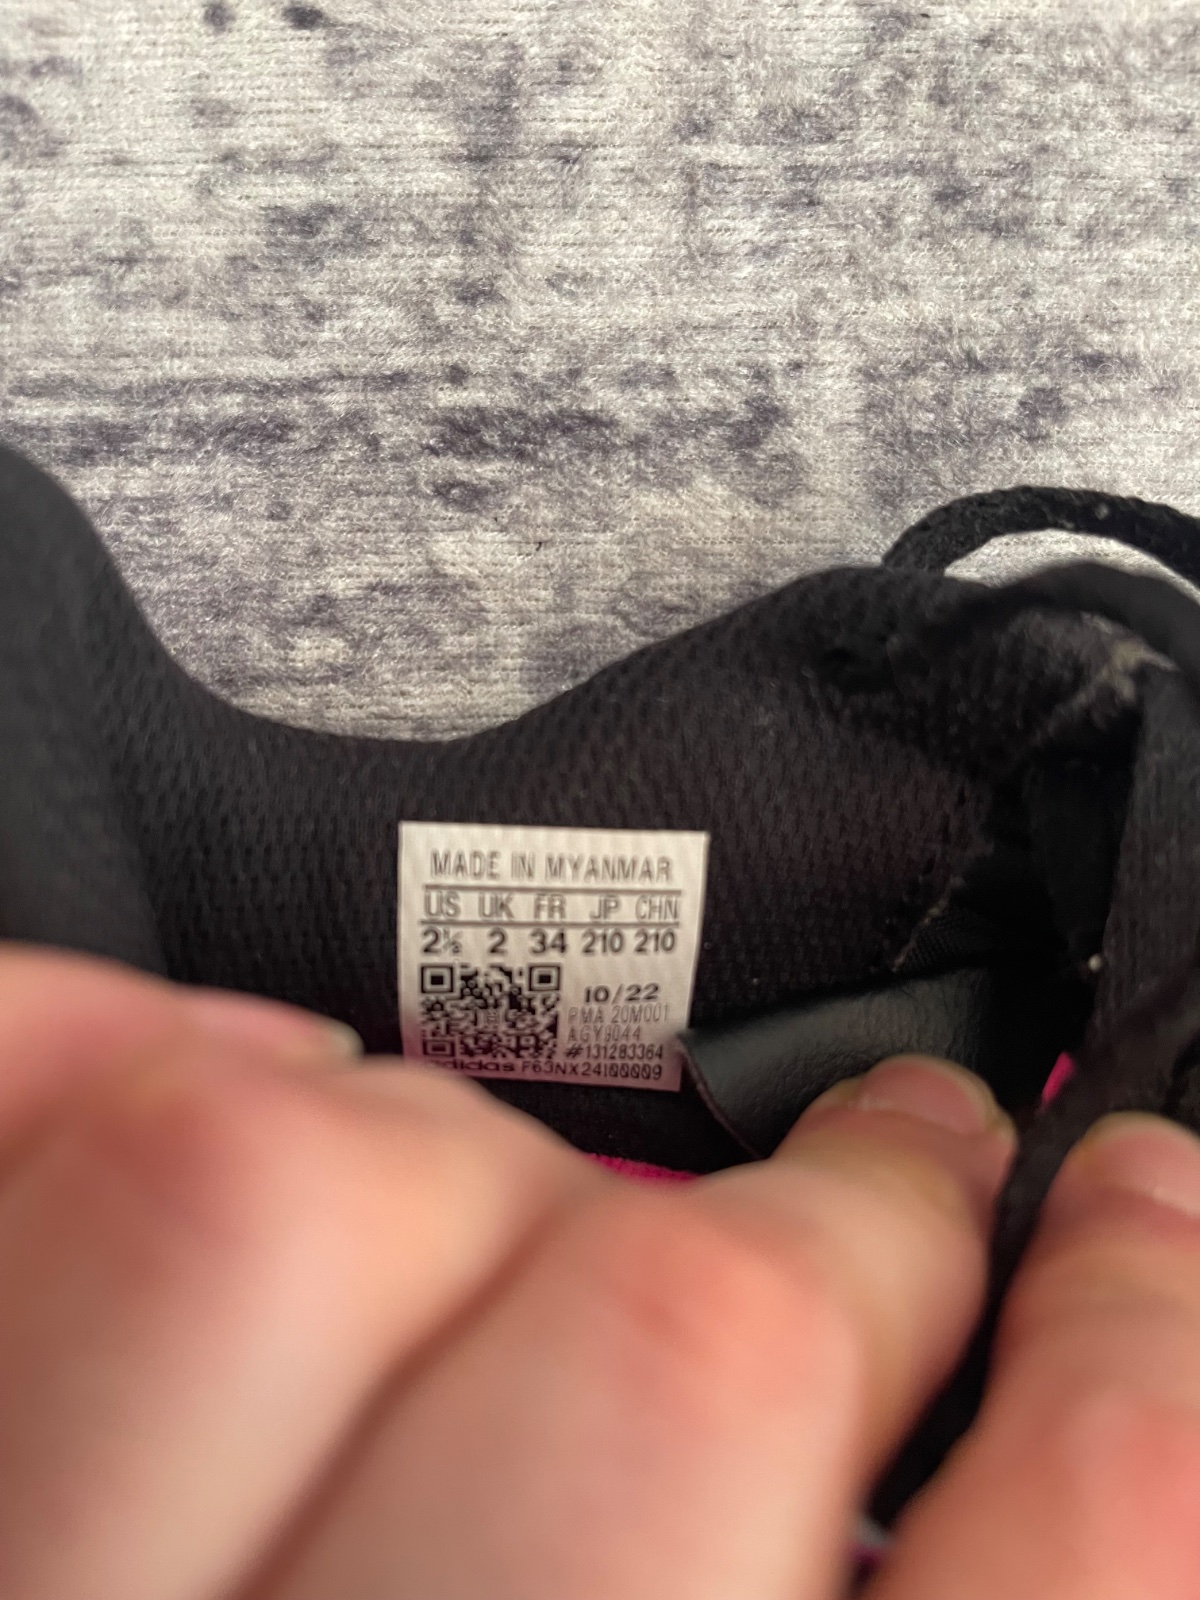 MADE IN MYANMAR
US UK FR JP CHN
2½ 2 34 210 210
10/22
PMA 20M001
AGY9044
#131283364
adidas F63NX24I00009